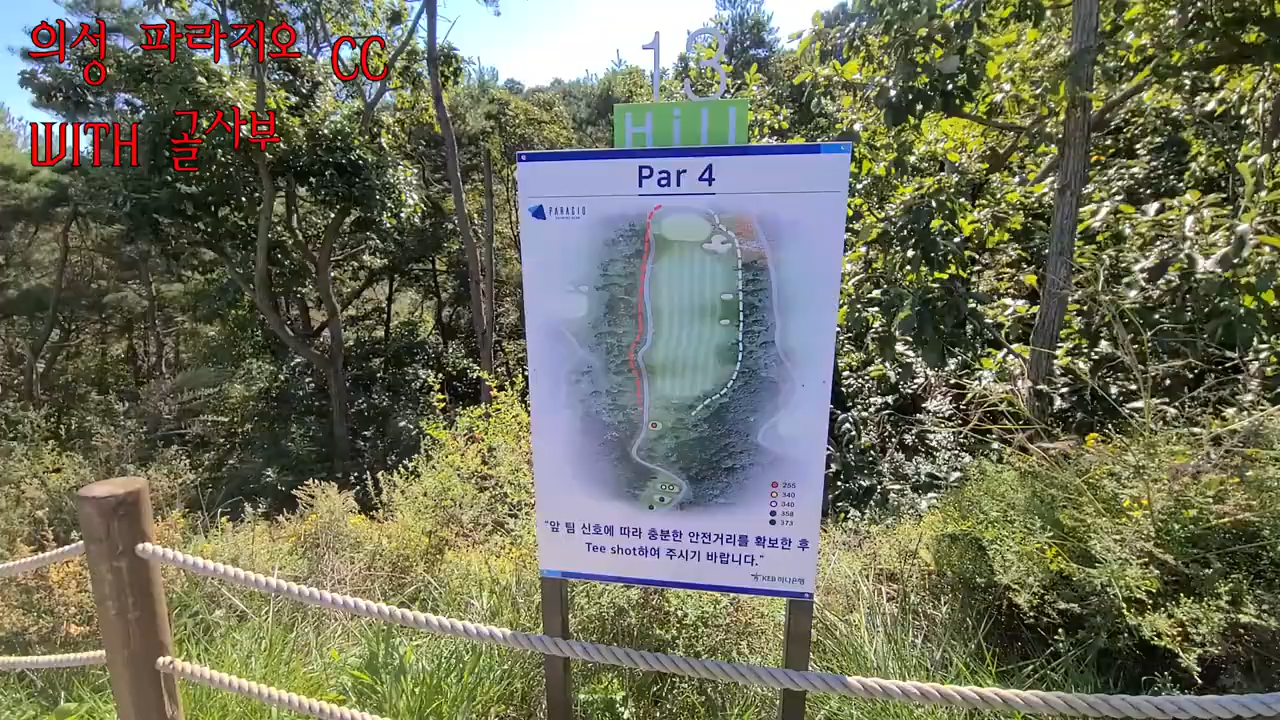 의성 파라지오 CC
WITH 골사부
13
Hill
Par 4
PARAGIO
255
340
340
358
373
"앞 팀 신호에 따라 충분한 안전거리를 확보한 후
Tee shot하여 주시기 바랍니다."
KEB 하나은행